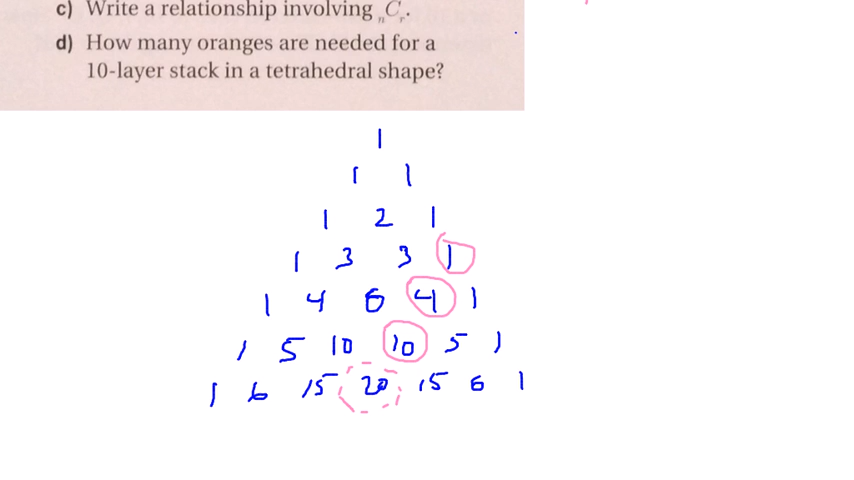 c) Write a relationship involving ₙCᵣ.
d) How many oranges are needed for a
10-layer stack in a tetrahedral shape?
1
1 1
1 2 1
1 3 3 1
1 4 6 4 1
1 5 10 10 5 1
1 6 15 20 15 6 1